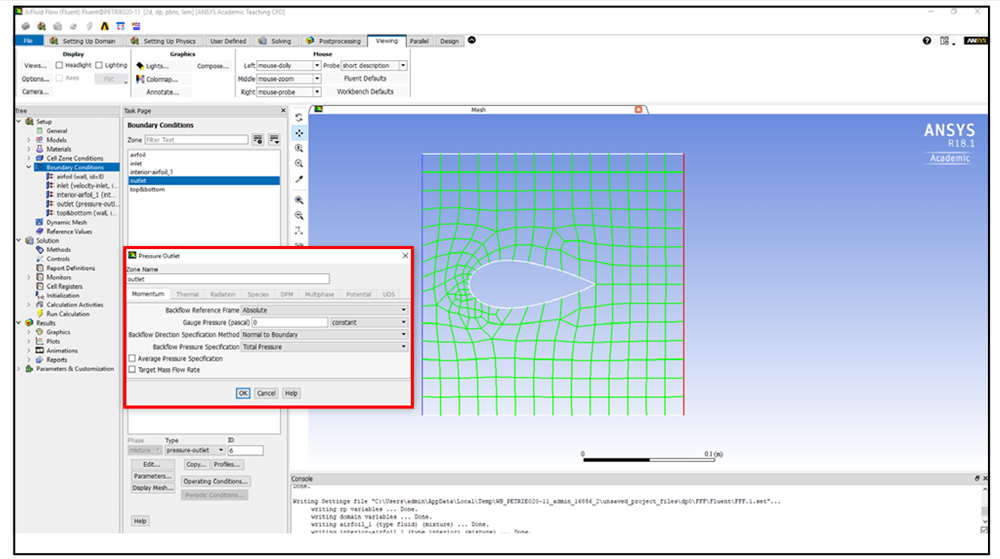 A:Fluid Flow (Fluent) Fluent@PETRIE020-11 [2d, dp, pbns, lam] [ANSYS Academic Teaching CFD]
File Setting Up Domain Setting Up Physics User Defined Solving Postprocessing Viewing Parallel Design ANSYS
Display Graphics Mouse
Views... Headlight Lighting Lights... Compose... Left mouse-dolly Probe short description
Options... Axes Flat Colormap... Middle mouse-zoom Fluent Defaults
Camera... Annotate... Right mouse-probe Workbench Defaults
Tree
Setup
General
Models
Materials
Cell Zone Conditions
Boundary Conditions
airfoil (wall, id=8)
inlet (velocity-inlet, i...
interior-airfoil_1 (int...
outlet (pressure-outl...
top&bottom (wall, i...
Dynamic Mesh
Reference Values
Solution
Methods
Controls
Report Definitions
Monitors
Cell Registers
Initialization
Calculation Activities
Run Calculation
Results
Graphics
Plots
Animations
Reports
Parameters & Customization
Task Page
Boundary Conditions
Zone Filter Text
airfoil
inlet
interior-airfoil_1
outlet
top&bottom
Pressure Outlet
Zone Name
outlet
Momentum Thermal Radiation Species DPM Multiphase Potential UDS
Backflow Reference Frame Absolute
Gauge Pressure (pascal) 0 constant
Backflow Direction Specification Method Normal to Boundary
Backflow Pressure Specification Total Pressure
Average Pressure Specification
Target Mass Flow Rate
OK Cancel Help
Phase Type ID
mixture pressure-outlet 6
Edit... Copy... Profiles...
Parameters... Operating Conditions...
Display Mesh... Periodic Conditions...
Help
Mesh
ANSYS
R18.1
Academic
0 0.1 (m)
Console
Done.
Writing Settings file "C:\Users\admin\AppData\Local\Temp\WB_PETRIE020-11_admin_16856_2\unsaved_project_files\dp0\FFF\Fluent\FFF.1.set"...
writing rp variables ... Done.
writing domain variables ... Done.
writing airfoil_1 (type fluid) (mixture) ... Done.
writing interior-airfoil_1 (type interior) (mixture) ... Done.